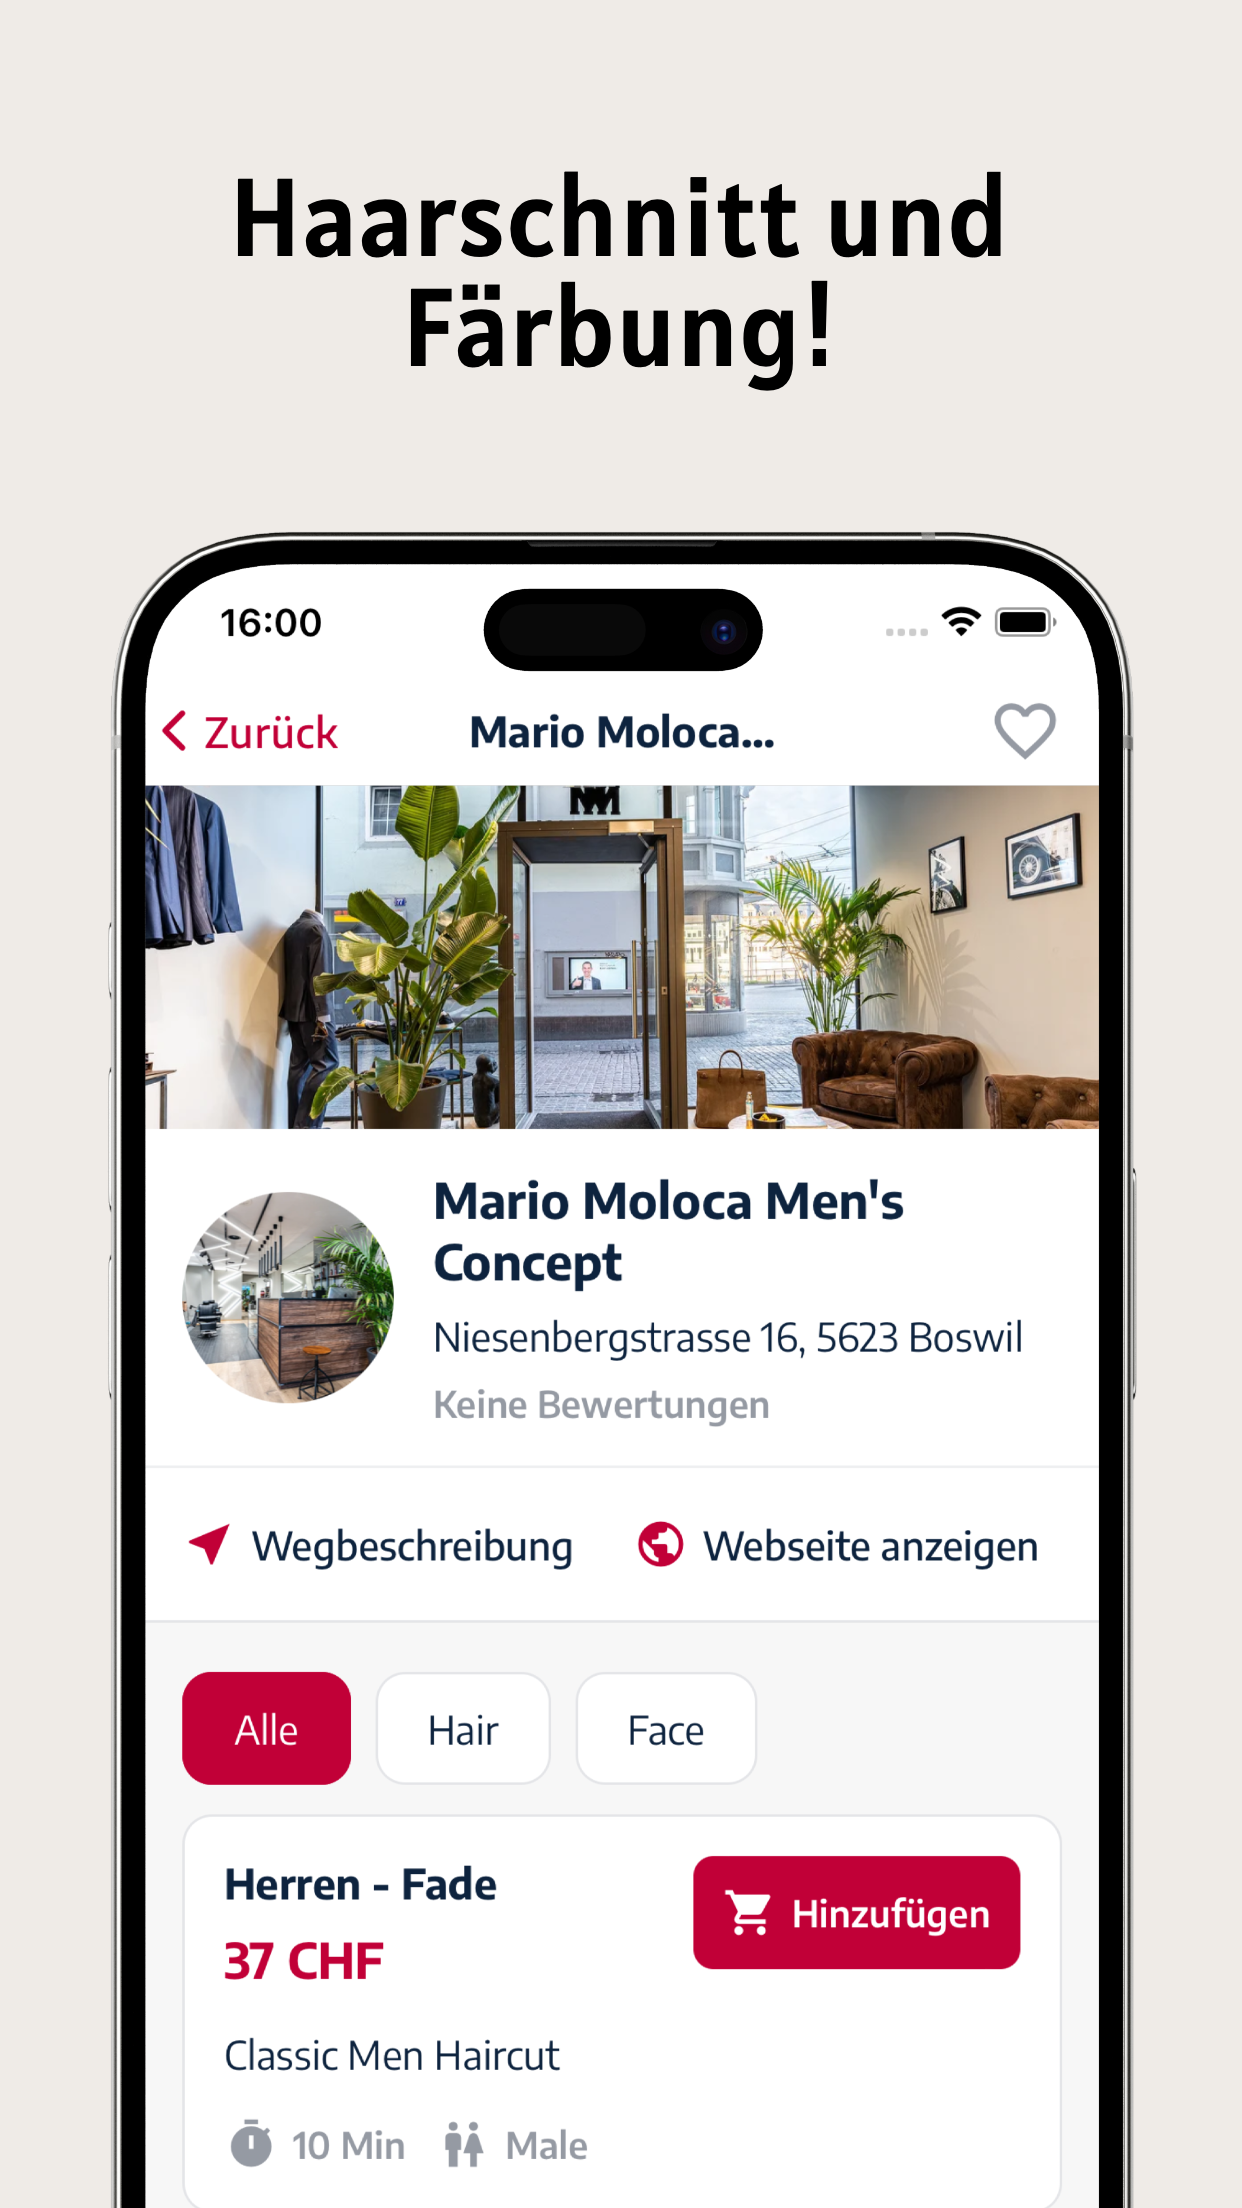 Haarschnitt und
Färbung!
16:00
Zurück
Mario Moloca...
Mario Moloca Men's
Concept
Niesenbergstrasse 16, 5623 Boswil
Keine Bewertungen
Wegbeschreibung
Webseite anzeigen
Alle
Hair
Face
Herren - Fade
Hinzufügen
37 CHF
Classic Men Haircut
10 Min
Male